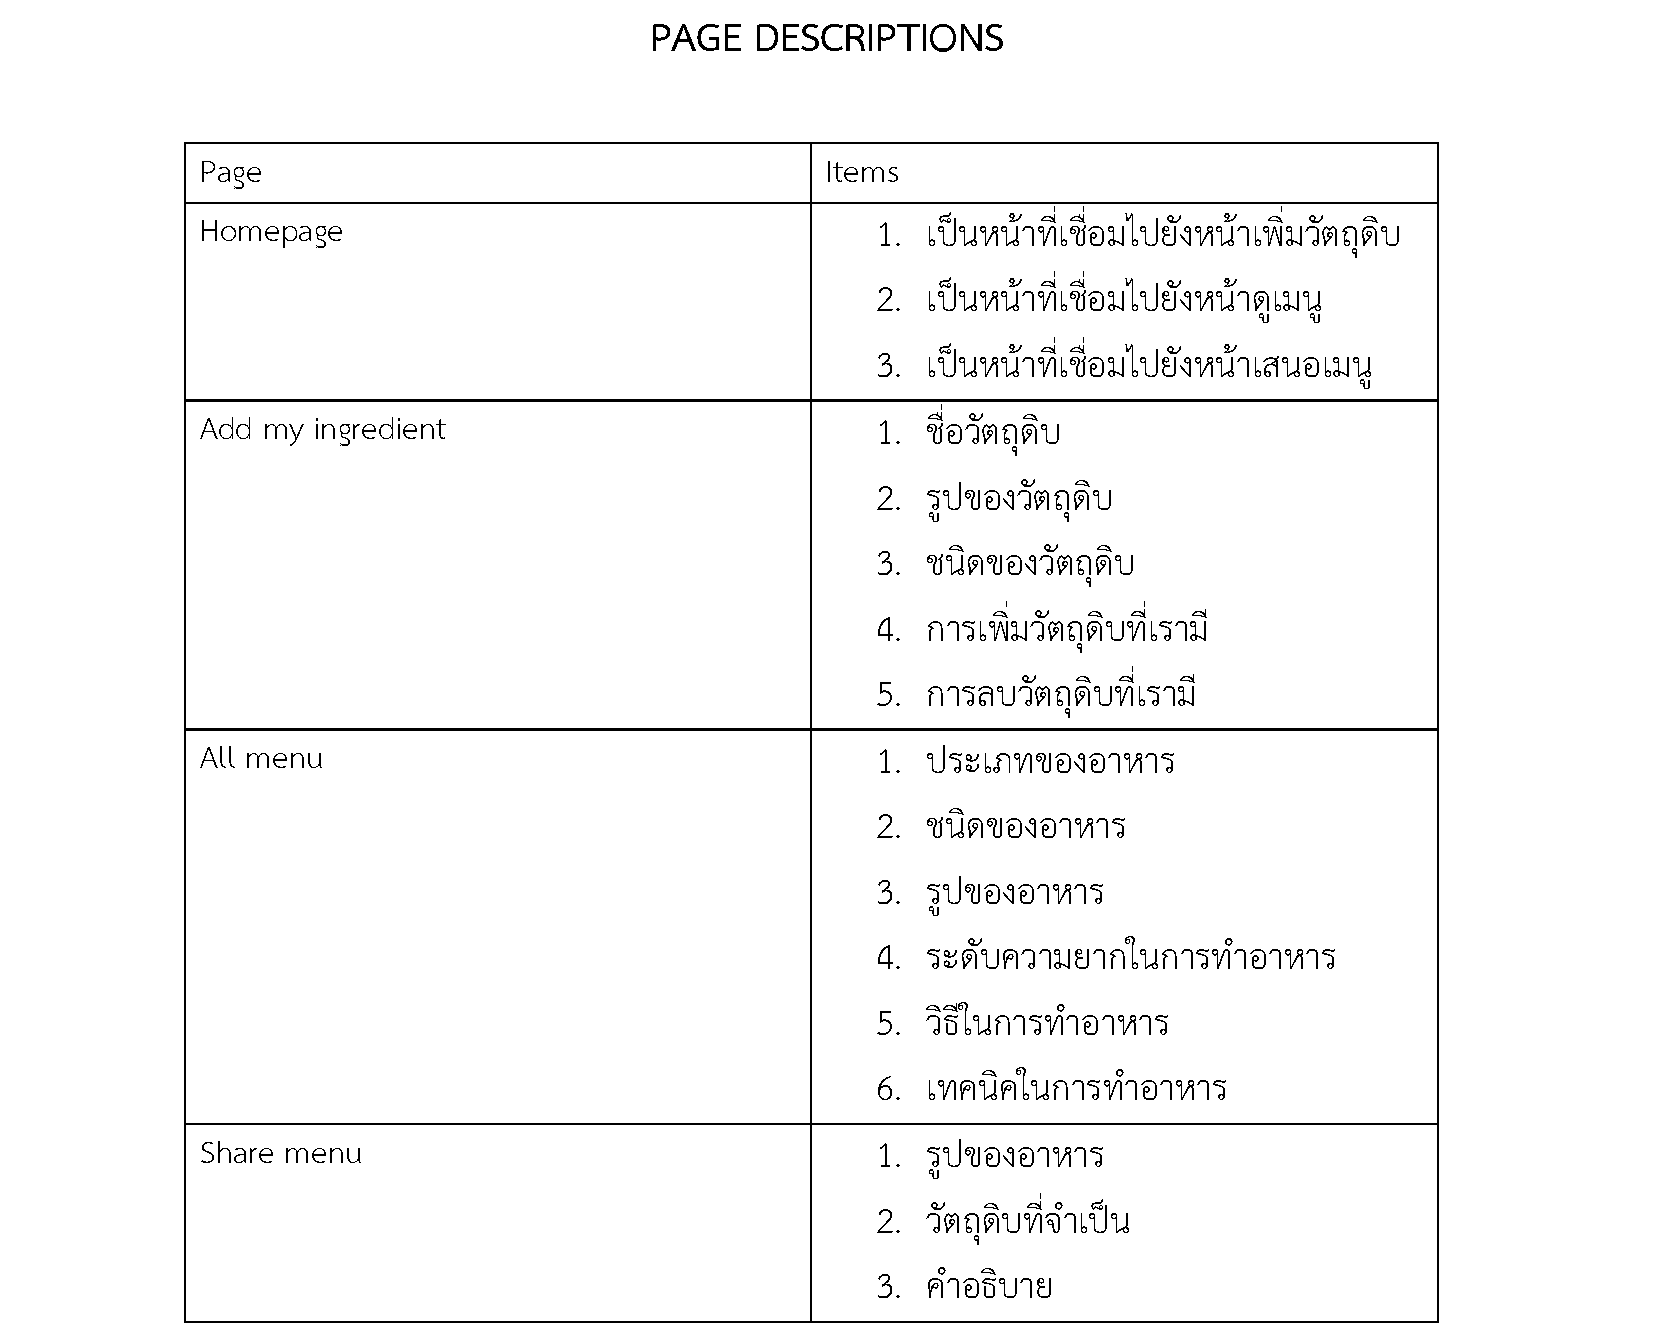 PAGE DESCRIPTIONS
Page
Items
Homepage
1. เป็นหน้าที่เชื่อมไปยังหน้าเพิ่มวัตถุดิบ
2. เป็นหน้าที่เชื่อมไปยังหน้าดูเมนู
3. เป็นหน้าที่เชื่อมไปยังหน้าเสนอเมนู
Add my ingredient
1. ชื่อวัตถุดิบ
2. รูปของวัตถุดิบ
3. ชนิดของวัตถุดิบ
4. การเพิ่มวัตถุดิบที่เรามี
5. การลบวัตถุดิบที่เรามี
All menu
1. ประเภทของอาหาร
2. ชนิดของอาหาร
3. รูปของอาหาร
4. ระดับความยากในการทำอาหาร
5. วิธีในการทำอาหาร
6. เทคนิคในการทำอาหาร
Share menu
1. รูปของอาหาร
2. วัตถุดิบที่จำเป็น
3. คำอธิบาย